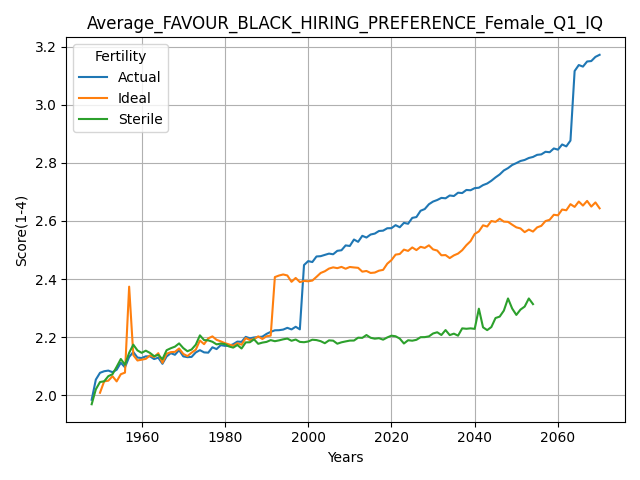 Average_FAVOUR_BLACK_HIRING_PREFERENCE_Female_Q1_IQ
Fertility
Actual
Ideal
Sterile
Score(1-4)
3.2
3.0
2.8
2.6
2.4
2.2
2.0
1960 1980 2000 2020 2040 2060
Years